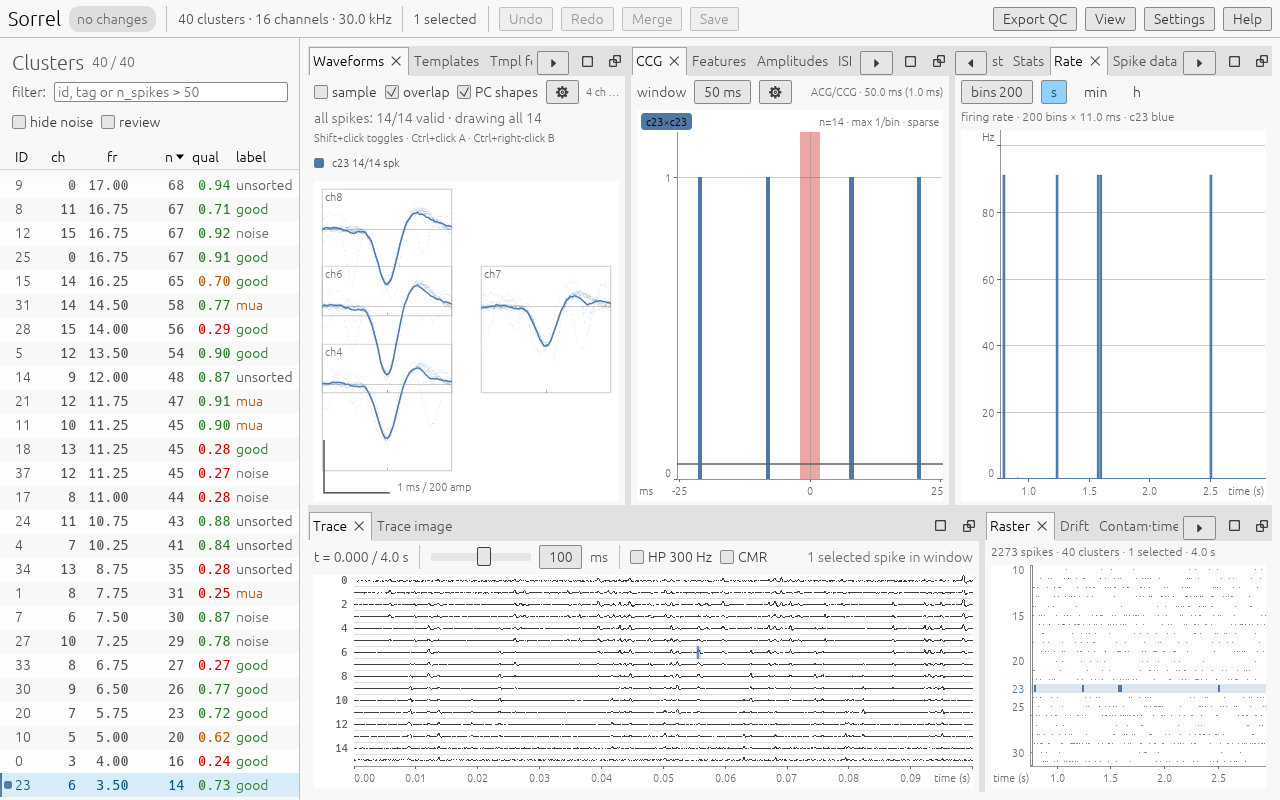 Sorrel no changes 40 clusters · 16 channels · 30.0 kHz 1 selected Undo Redo Merge Save Export QC View Settings Help
Clusters 40 / 40
filter: id, tag or n_spikes > 50
hide noise review
ID ch fr n qual label
9 0 17.00 68 0.94 unsorted
8 11 16.75 67 0.71 good
12 15 16.75 67 0.92 noise
25 0 16.75 67 0.91 good
15 14 16.25 65 0.70 good
31 14 14.50 58 0.77 mua
28 15 14.00 56 0.29 good
5 12 13.50 54 0.90 good
14 9 12.00 48 0.87 unsorted
21 12 11.75 47 0.91 mua
11 10 11.25 45 0.90 mua
18 13 11.25 45 0.28 good
37 12 11.25 45 0.27 noise
17 8 11.00 44 0.28 noise
24 11 10.75 43 0.88 unsorted
4 7 10.25 41 0.84 unsorted
34 13 8.75 35 0.28 unsorted
1 8 7.75 31 0.25 mua
7 6 7.50 30 0.87 noise
27 10 7.25 29 0.78 noise
33 8 6.75 27 0.27 good
30 9 6.50 26 0.77 good
20 7 5.75 23 0.72 good
10 5 5.00 20 0.62 good
0 3 4.00 16 0.24 good
23 6 3.50 14 0.73 good
Waveforms Templates Tmpl
sample overlap PC shapes 4 ch ...
all spikes: 14/14 valid · drawing all 14
Shift+click toggles · Ctrl+click A · Ctrl+right-click B
c23 14/14 spk
ch8
ch6
ch7
ch4
1 ms / 200 amp
CCG Features Amplitudes ISI
window 50 ms ACG/CCG · 50.0 ms (1.0 ms)
c23×c23 n=14 · max 1/bin · sparse
1
0
ms -25 0 25
st Stats Rate Spike data
bins 200 s min h
firing rate · 200 bins × 11.0 ms · c23 blue
Hz
80
60
40
20
0
1.0 1.5 2.0 2.5 time (s)
Trace Trace image
t = 0.000 / 4.0 s 100 ms HP 300 Hz CMR 1 selected spike in window
0
2
4
6
8
10
12
14
0.00 0.01 0.02 0.03 0.04 0.05 0.06 0.07 0.08 0.09 time (s)
Raster Drift Contam-time
2273 spikes · 40 clusters · 1 selected · 4.0 s
10
15
20
23
25
30
time (s) 1.0 1.5 2.0 2.5